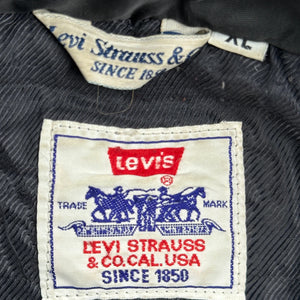 Levi Strauss &
SINCE 18
XL
Levi's
®
TRADE MARK
LEVI STRAUSS
& CO. CAL. USA
SINCE 1850